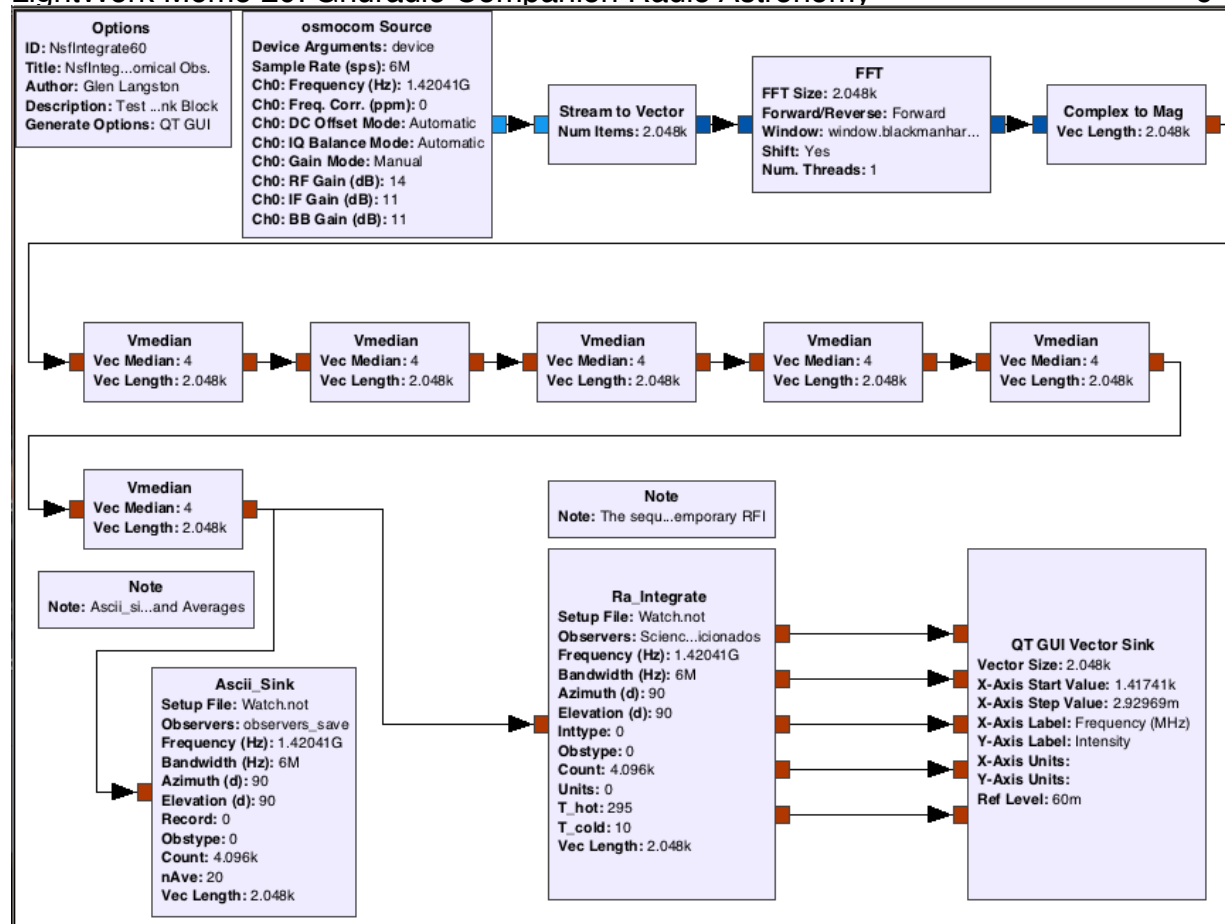 LightWork Memo 20: Gnuradio Companion Radio Astronomy
Options
ID: NsfIntegrate60
Title: NsfInteg...omical Obs.
Author: Glen Langston
Description: Test ...nk Block
Generate Options: QT GUI
osmocom Source
Device Arguments: device
Sample Rate (sps): 6M
Ch0: Frequency (Hz): 1.42041G
Ch0: Freq. Corr. (ppm): 0
Ch0: DC Offset Mode: Automatic
Ch0: IQ Balance Mode: Automatic
Ch0: Gain Mode: Manual
Ch0: RF Gain (dB): 14
Ch0: IF Gain (dB): 11
Ch0: BB Gain (dB): 11
Stream to Vector
Num Items: 2.048k
FFT
FFT Size: 2.048k
Forward/Reverse: Forward
Window: window.blackmanhar...
Shift: Yes
Num. Threads: 1
Complex to Mag
Vec Length: 2.048k
Vmedian
Vec Median: 4
Vec Length: 2.048k
Vmedian
Vec Median: 4
Vec Length: 2.048k
Vmedian
Vec Median: 4
Vec Length: 2.048k
Vmedian
Vec Median: 4
Vec Length: 2.048k
Vmedian
Vec Median: 4
Vec Length: 2.048k
Vmedian
Vec Median: 4
Vec Length: 2.048k
Note
Note: The sequ...emporary RFI
Note
Note: Ascii_si...and Averages
Ascii_Sink
Setup File: Watch.not
Observers: observers_save
Frequency (Hz): 1.42041G
Bandwidth (Hz): 6M
Azimuth (d): 90
Elevation (d): 90
Record: 0
Obstype: 0
Count: 4.096k
nAve: 20
Vec Length: 2.048k
Ra_Integrate
Setup File: Watch.not
Observers: Scienc...icionados
Frequency (Hz): 1.42041G
Bandwidth (Hz): 6M
Azimuth (d): 90
Elevation (d): 90
Inttype: 0
Obstype: 0
Count: 4.096k
Units: 0
T_hot: 295
T_cold: 10
Vec Length: 2.048k
QT GUI Vector Sink
Vector Size: 2.048k
X-Axis Start Value: 1.41741k
X-Axis Step Value: 2.92969m
X-Axis Label: Frequency (MHz)
Y-Axis Label: Intensity
X-Axis Units:
Y-Axis Units:
Ref Level: 60m